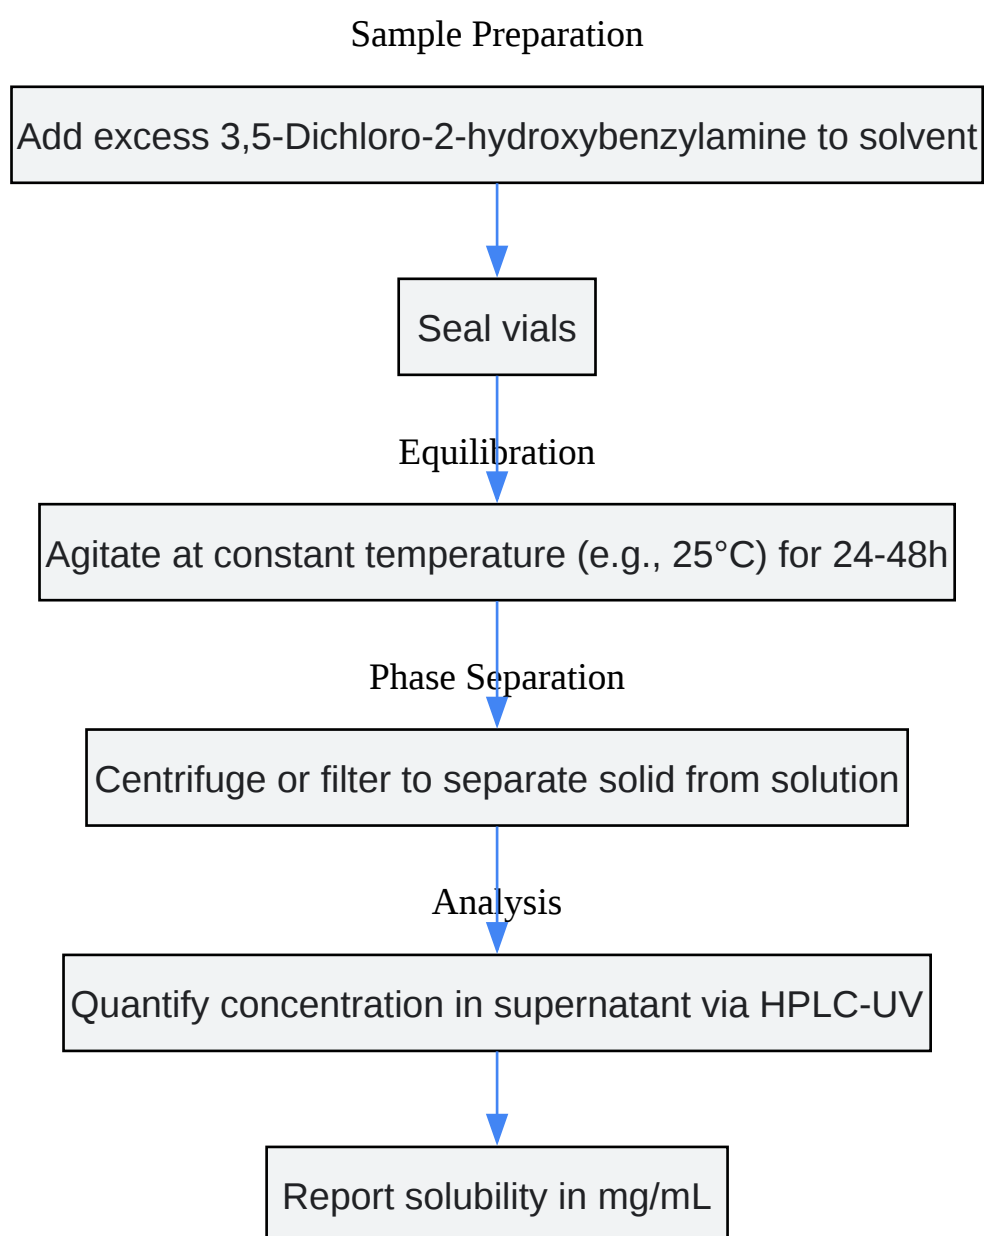 Sample Preparation
Add excess 3,5-Dichloro-2-hydroxybenzylamine to solvent
Seal vials
Equilibration
Agitate at constant temperature (e.g., 25°C) for 24-48h
Phase Separation
Centrifuge or filter to separate solid from solution
Analysis
Quantify concentration in supernatant via HPLC-UV
Report solubility in mg/mL